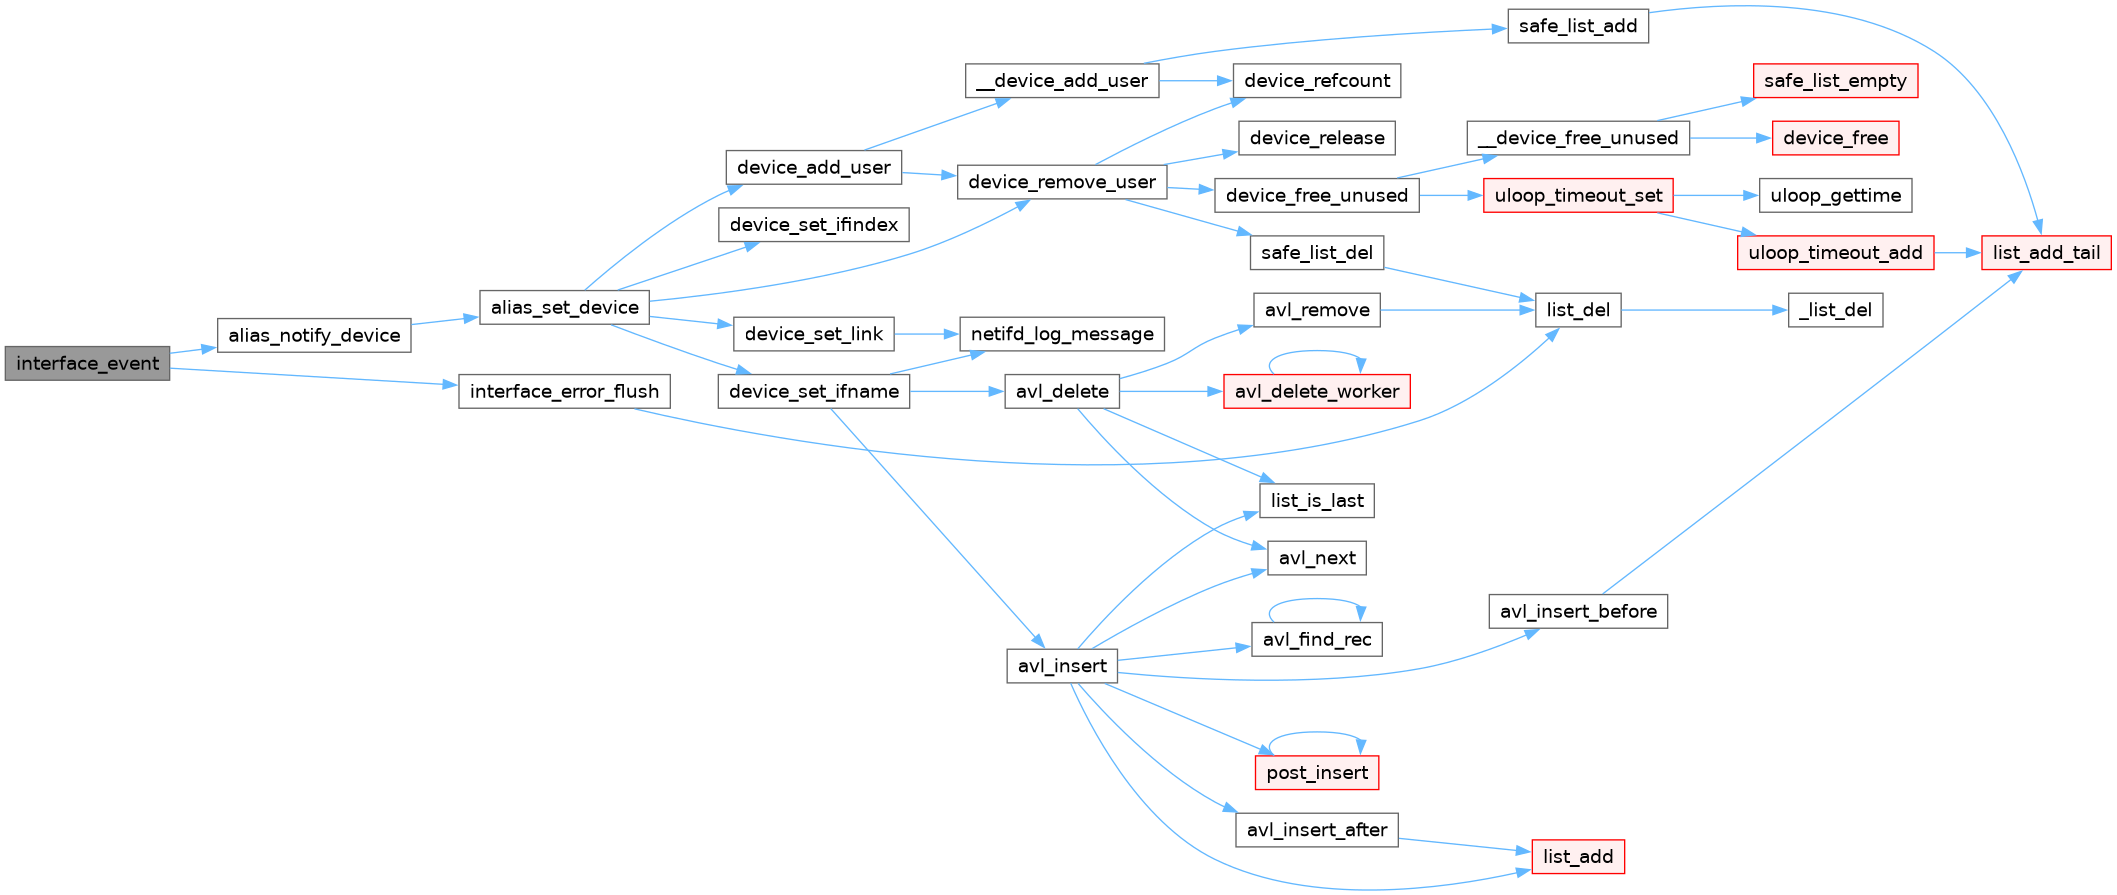 interface_event
alias_notify_device
interface_error_flush
alias_set_device
device_add_user
device_set_ifindex
device_set_link
device_set_ifname
__device_add_user
device_remove_user
netifd_log_message
avl_delete
avl_insert
device_refcount
device_release
device_free_unused
safe_list_del
avl_remove
avl_delete_worker
list_is_last
avl_next
avl_find_rec
post_insert
avl_insert_after
safe_list_add
__device_free_unused
uloop_timeout_set
list_del
avl_insert_before
list_add
safe_list_empty
device_free
uloop_gettime
uloop_timeout_add
_list_del
list_add_tail